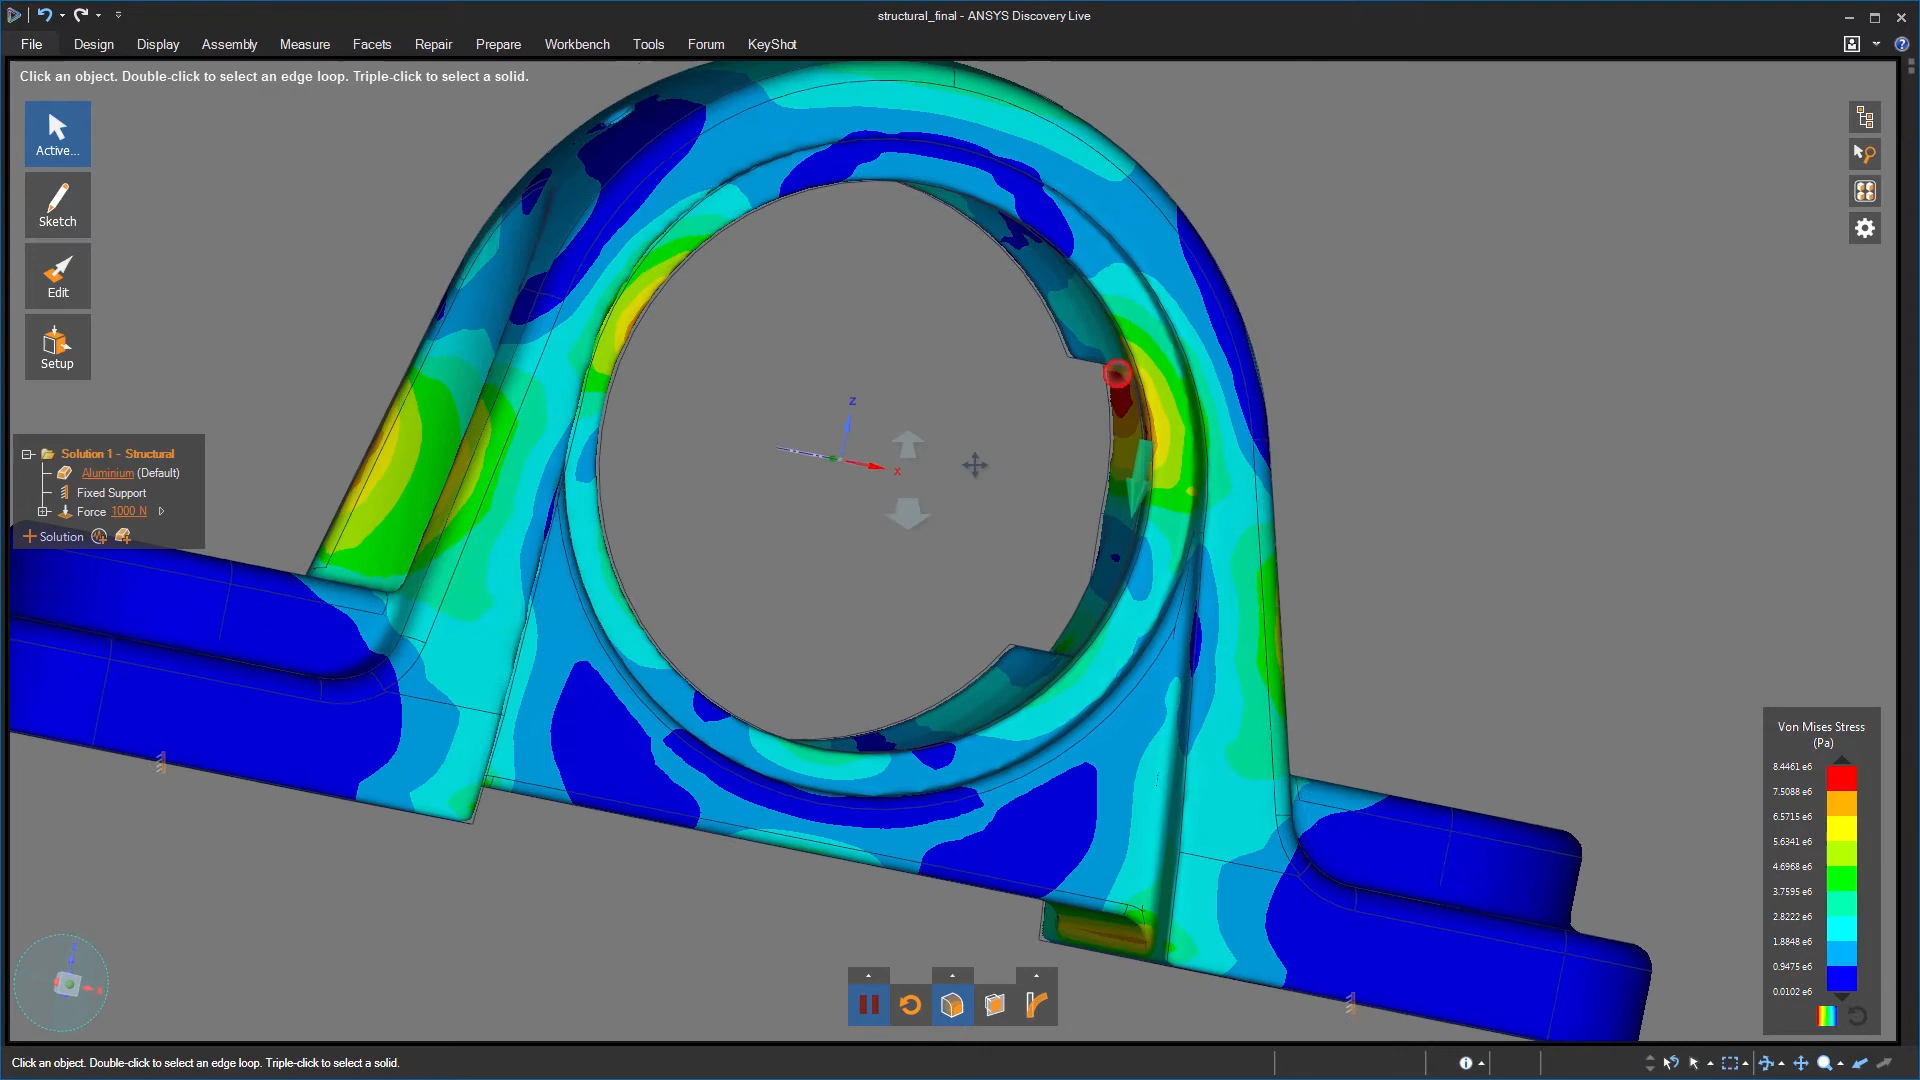 structural_final - ANSYS Discovery Live
File Design Display Assembly Measure Facets Repair Prepare Workbench Tools Forum KeyShot
Click an object. Double-click to select an edge loop. Triple-click to select a solid.
Active...
Sketch
Edit
Setup
Solution 1 - Structural
Aluminium (Default)
Fixed Support
Force 1000 N
Solution
Z
X
Von Mises Stress
(Pa)
8.4461 e6
7.5088 e6
6.5715 e6
5.6341 e6
4.6968 e6
3.7595 e6
2.8222 e6
1.8848 e6
0.9475 e6
0.0102 e6
Click an object. Double-click to select an edge loop. Triple-click to select a solid.